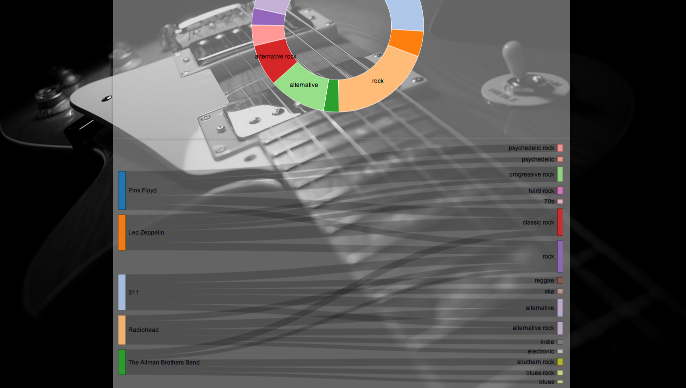 alternative rock
rock
alternative
psychedelic rock
psychedelic
progressive rock
Pink Floyd
hard rock
70s
classic rock
Led Zeppelin
rock
reggae
311
ska
alternative
Radiohead
alternative rock
indie
electronic
The Allman Brothers Band
southern rock
blues rock
blues